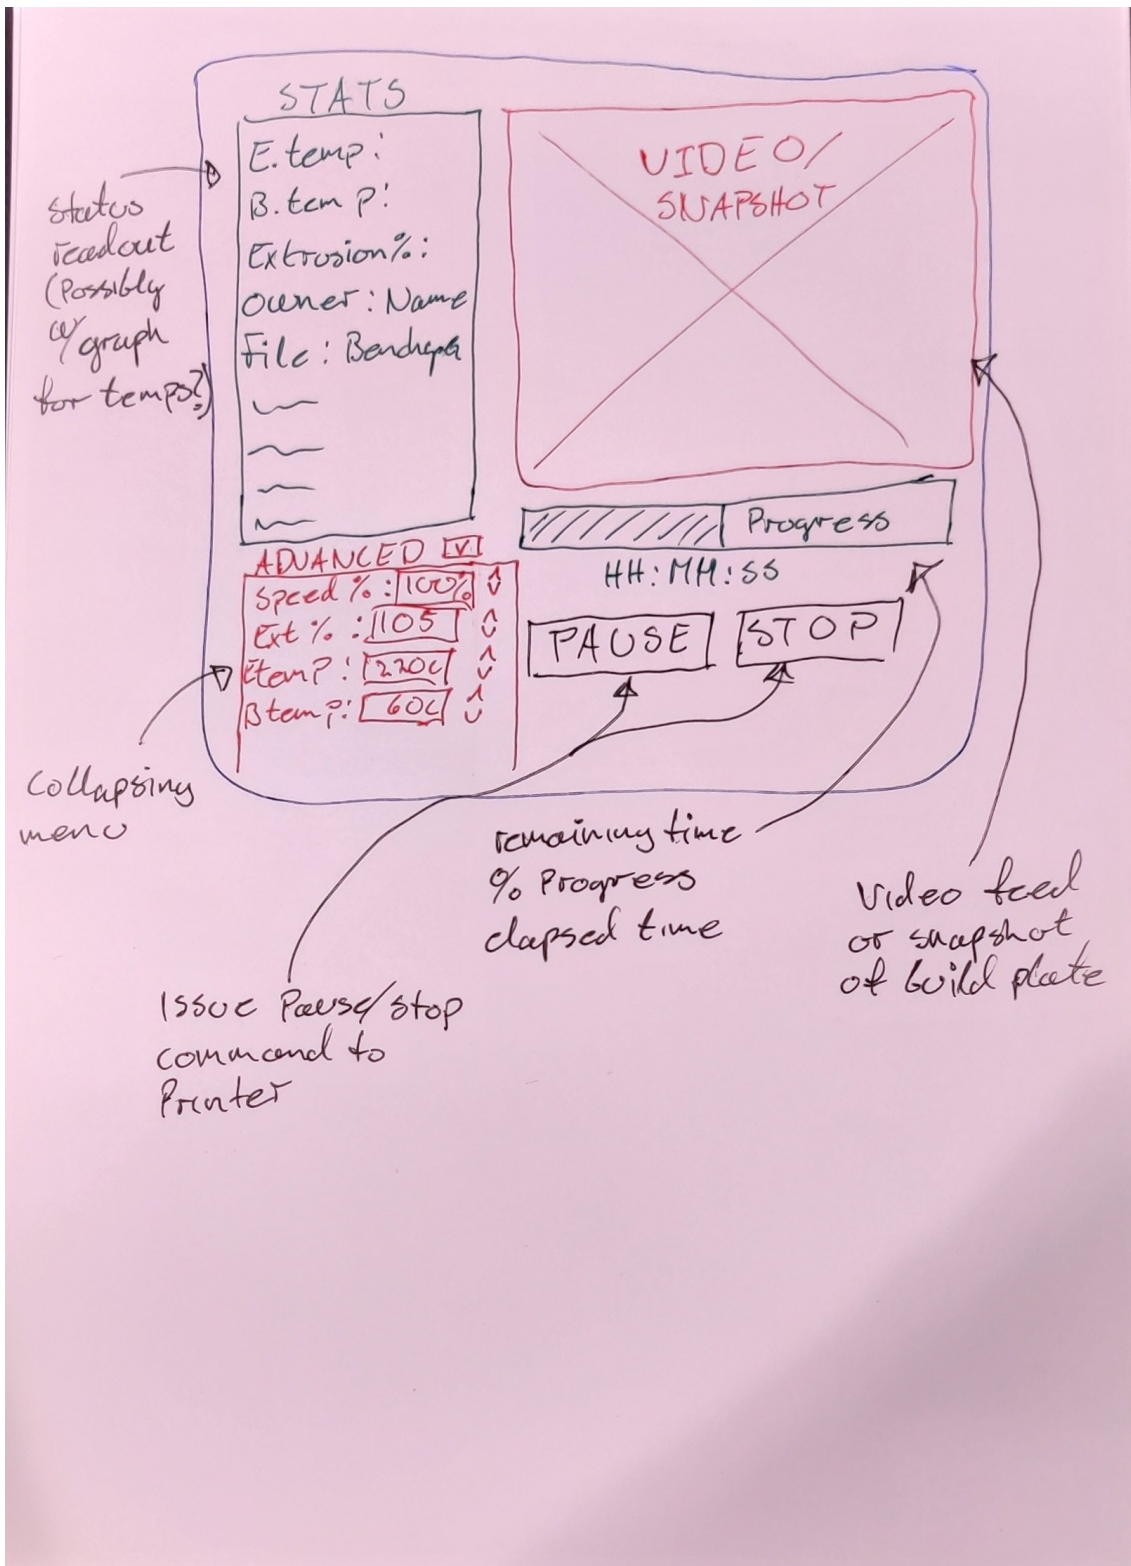 STATS
E.temp:
B.temp:
Extrusion%:
Owner: Name
File:
VIDEO/
SNAPSHOT
Status
readout
(Possibly
w/graph
for temps?)
ADVANCED V
Speed %: 100%
Ext %: 105
Etemp: 220C
Btemp: 60C
Progress
HH:MM:SS
PAUSE
STOP
Collapsing
menu
remaining time
% Progress
elapsed time
Video feed
or snapshot
of build plate
Issue Pause/stop
command to
Printer